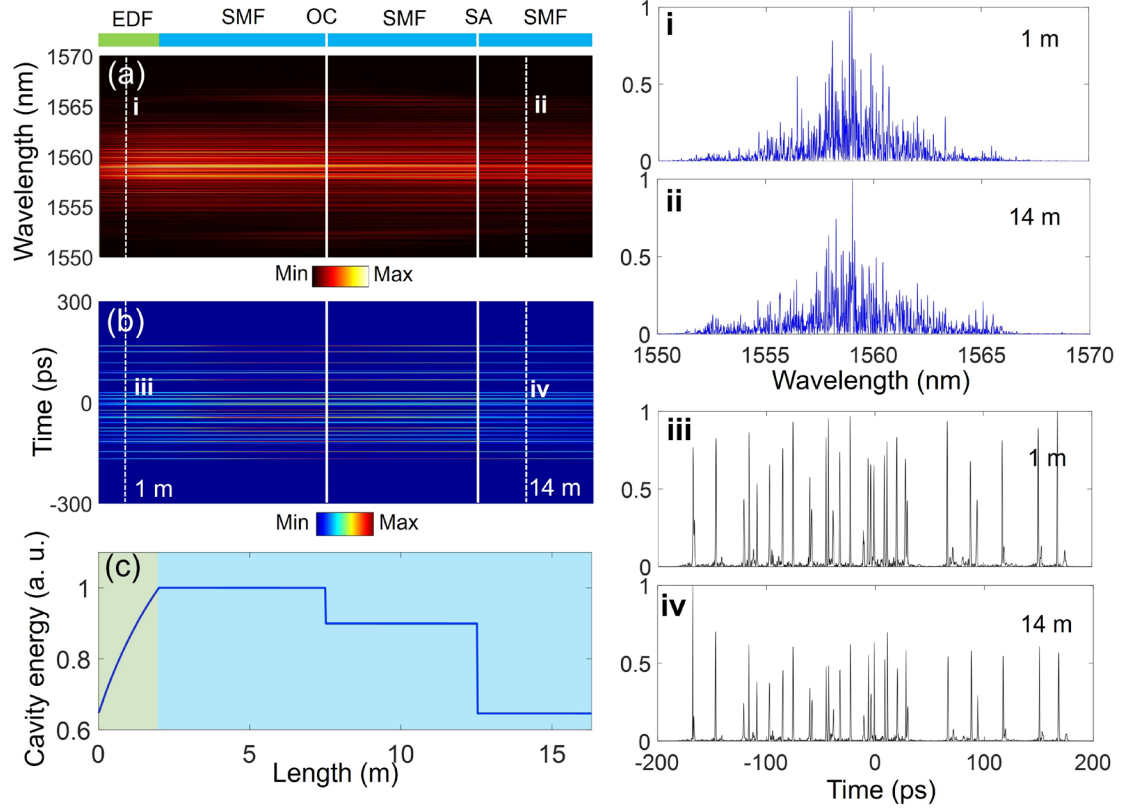 EDF SMF OC SMF SA SMF
(a)
i
ii
1570
1565
1560
1555
1550
Wavelength (nm)
Min Max
(b)
iii
iv
1 m
14 m
300
0
-300
Time (ps)
Min Max
(c)
1
0.8
0.6
Cavity energy (a. u.)
0 5 10 15
Length (m)
i
1 m
1
0.5
0
ii
14 m
1
0.5
0
1550 1555 1560 1565 1570
Wavelength (nm)
iii
1 m
1
0.5
0
iv
14 m
1
0.5
0
-200 -100 0 100 200
Time (ps)